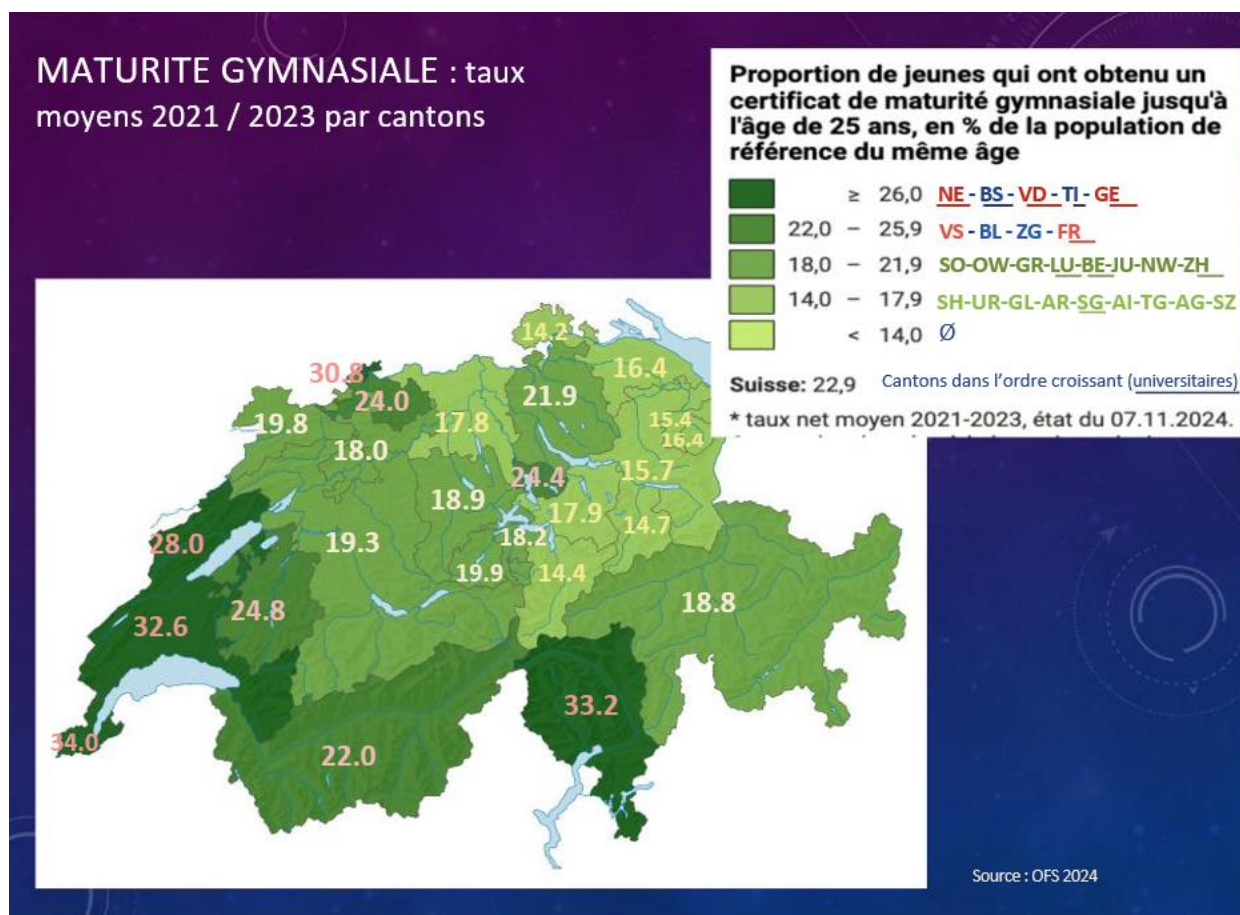 MATURITE GYMNASIALE : taux
moyens 2021 / 2023 par cantons
Proportion de jeunes qui ont obtenu un
certificat de maturité gymnasiale jusqu'à
l'âge de 25 ans, en % de la population de
référence du même âge
≥ 26,0 NE - BS - VD - TI - GE
22,0 – 25,9 VS - BL - ZG - FR
18,0 – 21,9 SO-OW-GR-LU-BE-JU-NW-ZH
14,0 – 17,9 SH-UR-GL-AR-SG-AI-TG-AG-SZ
< 14,0 Ø
Suisse: 22,9 Cantons dans l'ordre croissant (universitaires)
* taux net moyen 2021-2023, état du 07.11.2024.
14.2
30.8
16.4
24.0
21.9
19.8
17.8
15.4
16.4
18.0
24.4
15.7
18.9
17.9
14.7
28.0
19.3
18.2
19.9
14.4
24.8
18.8
32.6
33.2
34.0
22.0
Source : OFS 2024